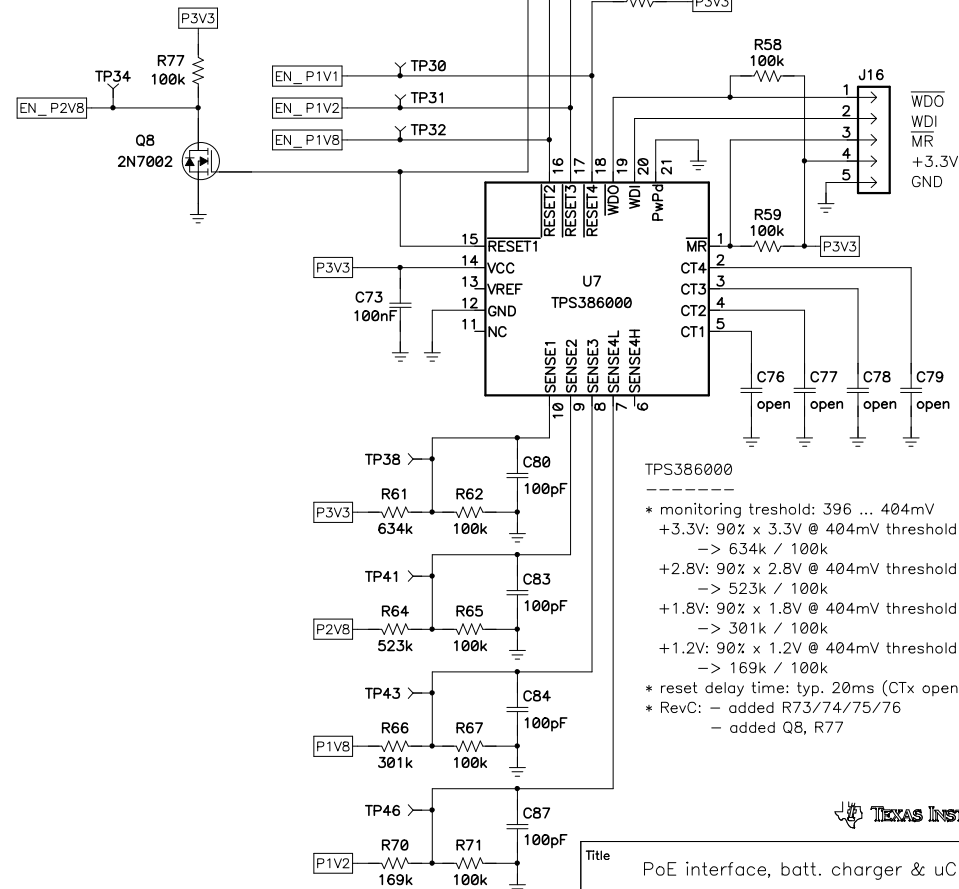 P3V3
P3V3
R77
100k
TP34
EN_P2V8
Q8
2N7002
EN_P1V1
TP30
EN_P1V2
TP31
EN_P1V8
TP32
R58
100k
J16
1 WDO
2 WDI
3 MR
4 +3.3V
5 GND
16 17 18 19 20 21
RESET2
RESET3
RESET4
WDO
WDI
PwPd
15 RESET1
P3V3
14 VCC
13 VREF
12 GND
11 NC
C73
100nF
U7
TPS386000
MR 1
CT4 2
CT3 3
CT2 4
CT1 5
R59
100k
P3V3
SENSE1
SENSE2
SENSE3
SENSE4L
SENSE4H
10 9 8 7 6
C76
open
C77
open
C78
open
C79
open
TP38
C80
100pF
P3V3
R61
634k
R62
100k
TP41
C83
100pF
P2V8
R64
523k
R65
100k
TP43
C84
100pF
P1V8
R66
301k
R67
100k
TP46
C87
100pF
P1V2
R70
169k
R71
100k
TPS386000
-------
* monitoring treshold: 396 ... 404mV
+3.3V: 90% x 3.3V @ 404mV threshold
-> 634k / 100k
+2.8V: 90% x 2.8V @ 404mV threshold
-> 523k / 100k
+1.8V: 90% x 1.8V @ 404mV threshold
-> 301k / 100k
+1.2V: 90% x 1.2V @ 404mV threshold
-> 169k / 100k
* reset delay time: typ. 20ms (CTx open
* RevC: - added R73/74/75/76
- added Q8, R77
TEXAS INST
Title
PoE interface, batt. charger & uC